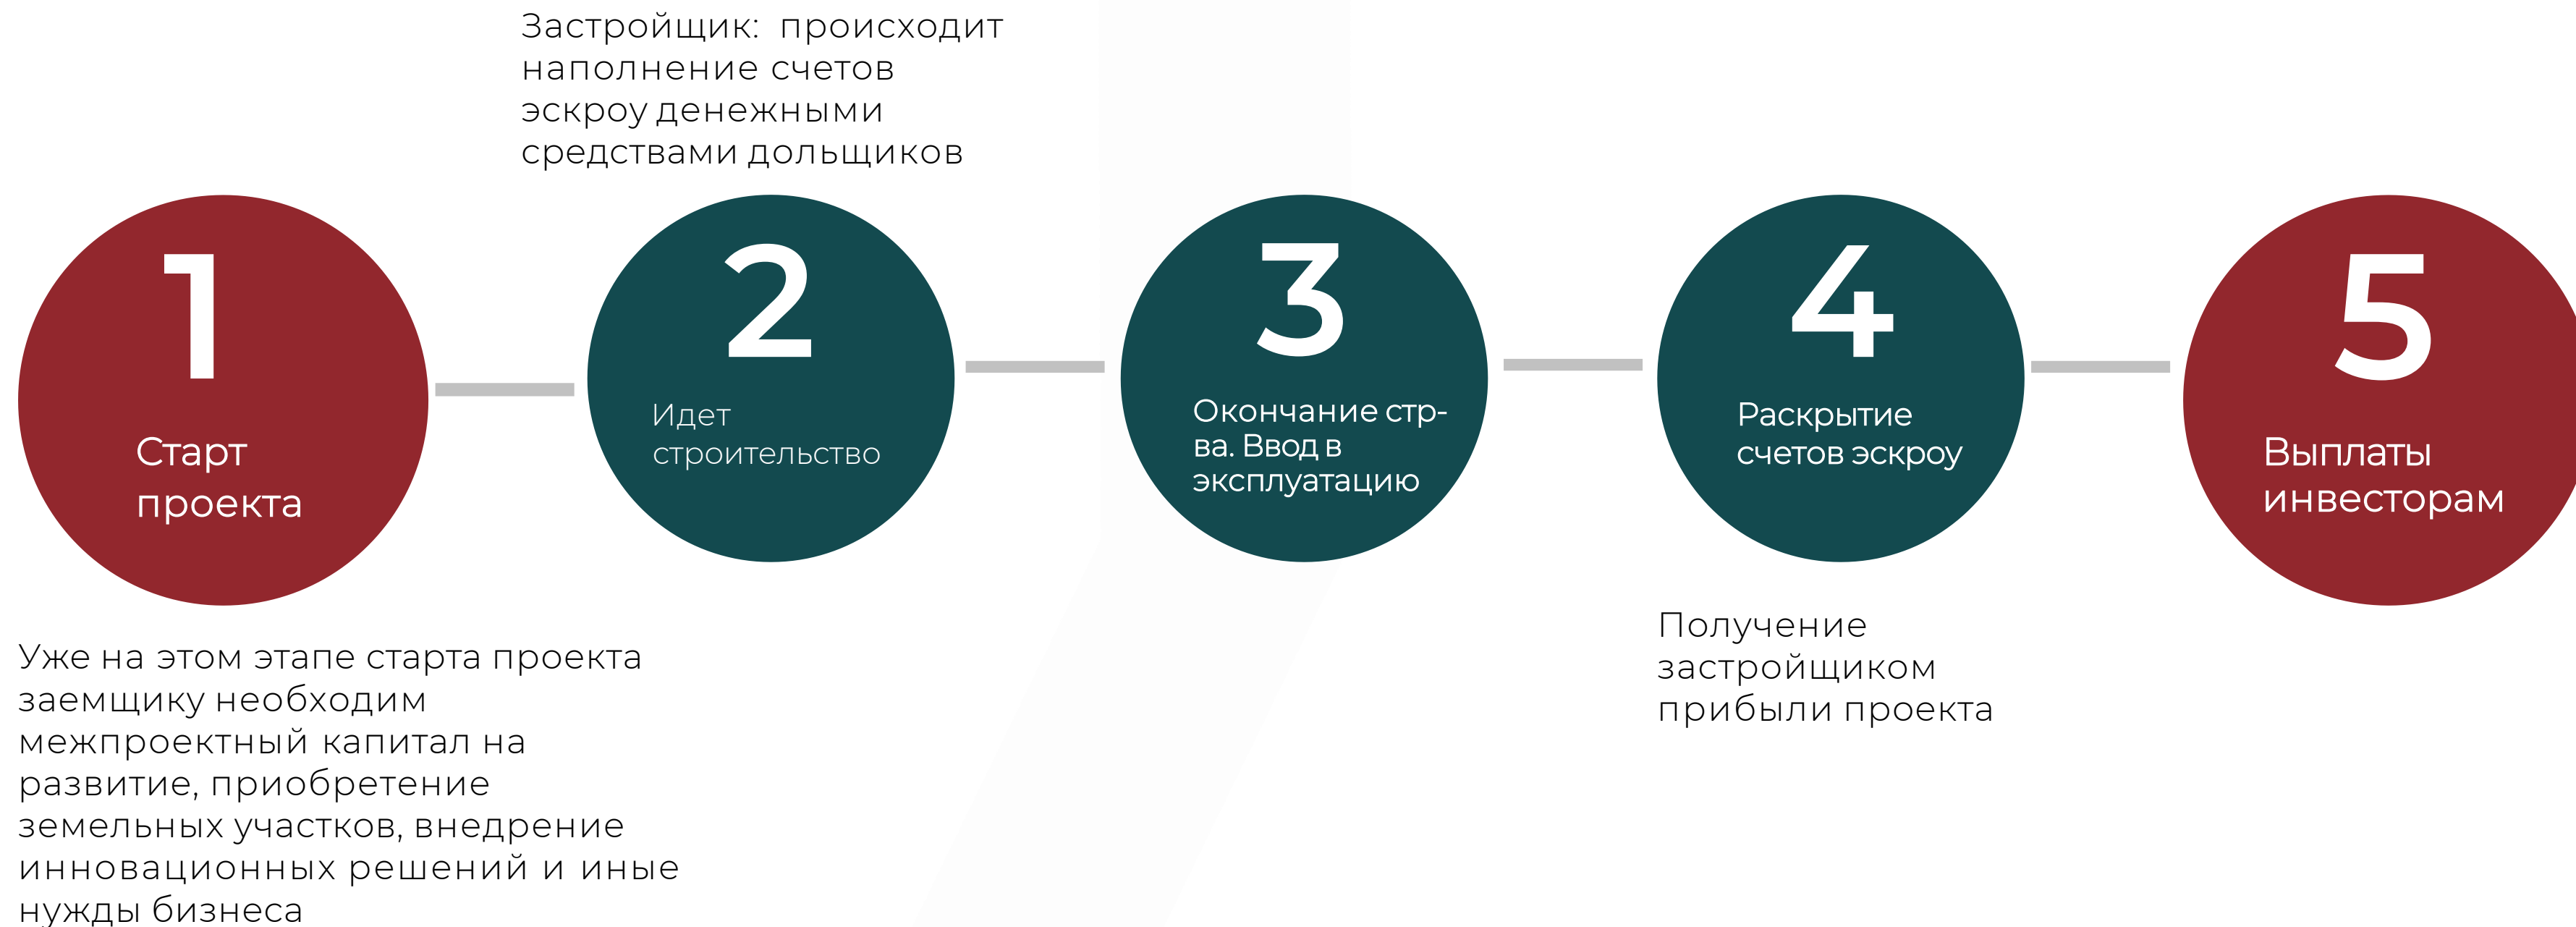 Застройщик: происходит
наполнение счетов
эскроу денежными
средствами дольщиков
1
Старт
проекта
2
Идет
строительство
3
Окончание стр-
ва. Ввод в
эксплуатацию
4
Раскрытие
счетов эскроу
5
Выплаты
инвесторам
Уже на этом этапе старта проекта
заемщику необходим
межпроектный капитал на
развитие, приобретение
земельных участков, внедрение
инновационных решений и иные
нужды бизнеса
Получение
застройщиком
прибыли проекта